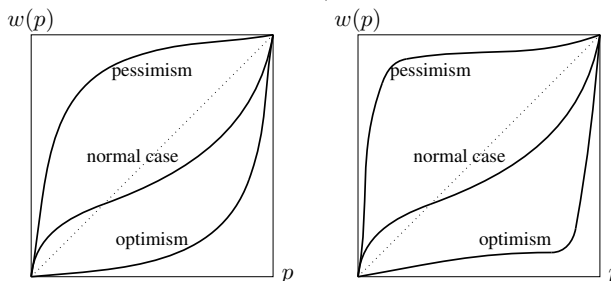 w(p)
pessimism
normal case
optimism
p
w(p)
pessimism
normal case
optimism
p